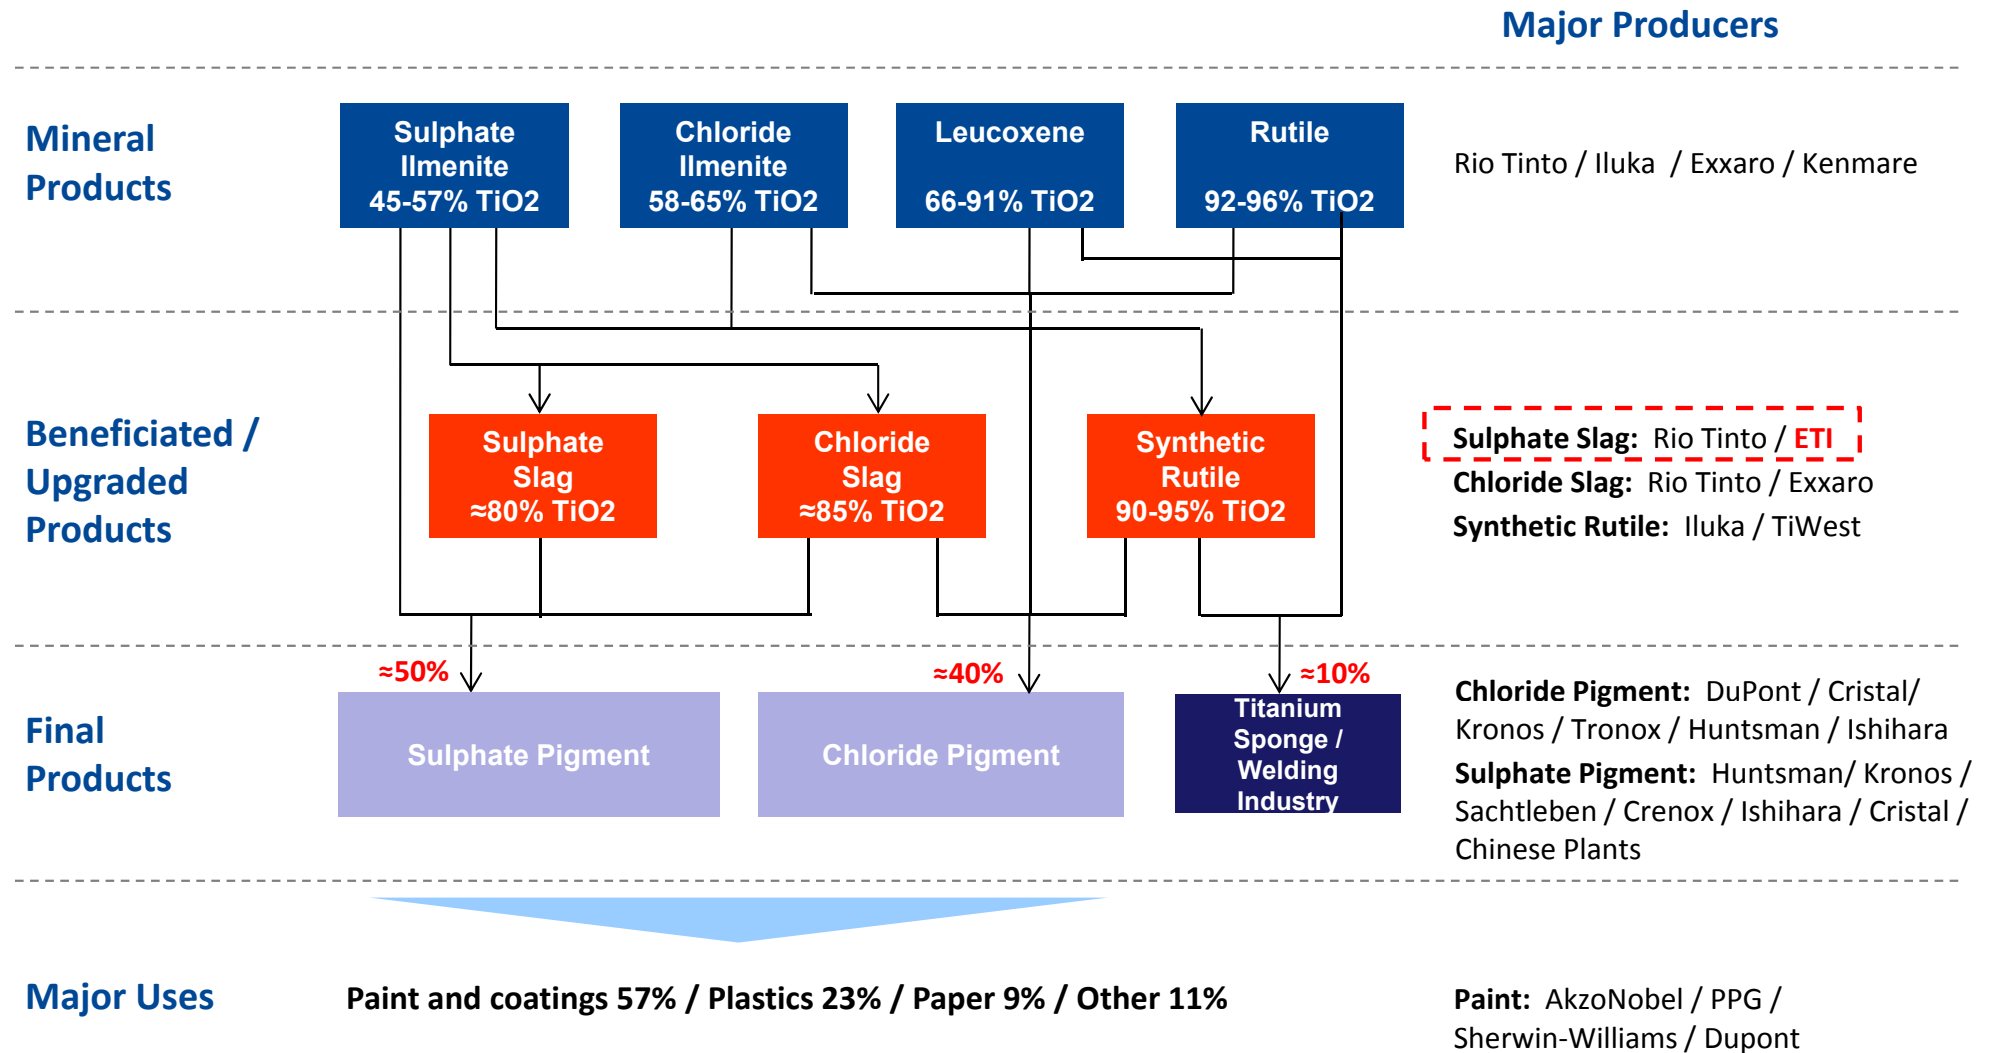 Major Producers
Mineral
Products
Sulphate
Ilmenite
45-57% TiO2
Chloride
Ilmenite
58-65% TiO2
Leucoxene
66-91% TiO2
Rutile
92-96% TiO2
Rio Tinto / Iluka / Exxaro / Kenmare
Beneficiated /
Upgraded
Products
Sulphate
Slag
≈80% TiO2
Chloride
Slag
≈85% TiO2
Synthetic
Rutile
90-95% TiO2
Sulphate Slag: Rio Tinto / ETI
Chloride Slag: Rio Tinto / Exxaro
Synthetic Rutile: Iluka / TiWest
≈50%
≈40%
≈10%
Final
Products
Sulphate Pigment
Chloride Pigment
Titanium
Sponge /
Welding
Industry
Chloride Pigment: DuPont / Cristal/
Kronos / Tronox / Huntsman / Ishihara
Sulphate Pigment: Huntsman/ Kronos /
Sachtleben / Crenox / Ishihara / Cristal /
Chinese Plants
Major Uses
Paint and coatings 57% / Plastics 23% / Paper 9% / Other 11%
Paint: AkzoNobel / PPG /
Sherwin-Williams / Dupont